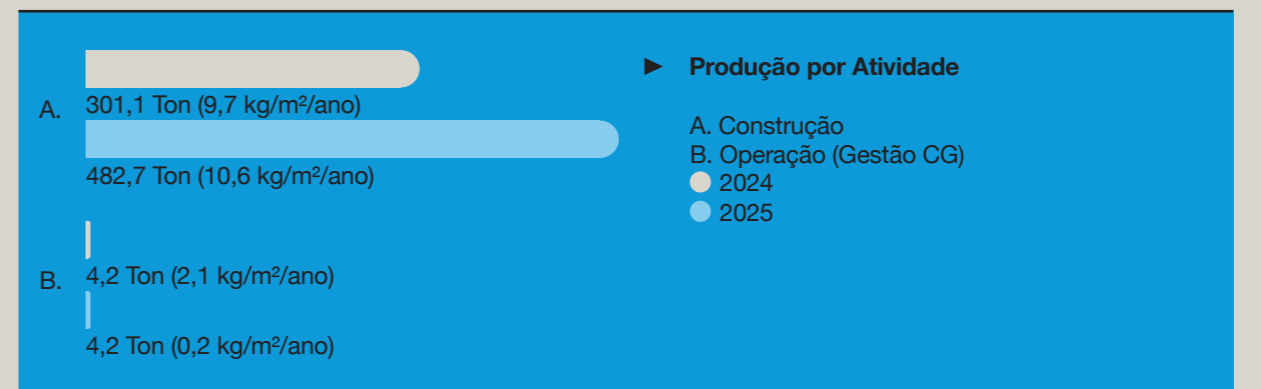 A.
301,1 Ton (9,7 kg/m²/ano)
482,7 Ton (10,6 kg/m²/ano)
B.
4,2 Ton (2,1 kg/m²/ano)
4,2 Ton (0,2 kg/m²/ano)
► Produção por Atividade
A. Construção
B. Operação (Gestão CG)
2024
2025